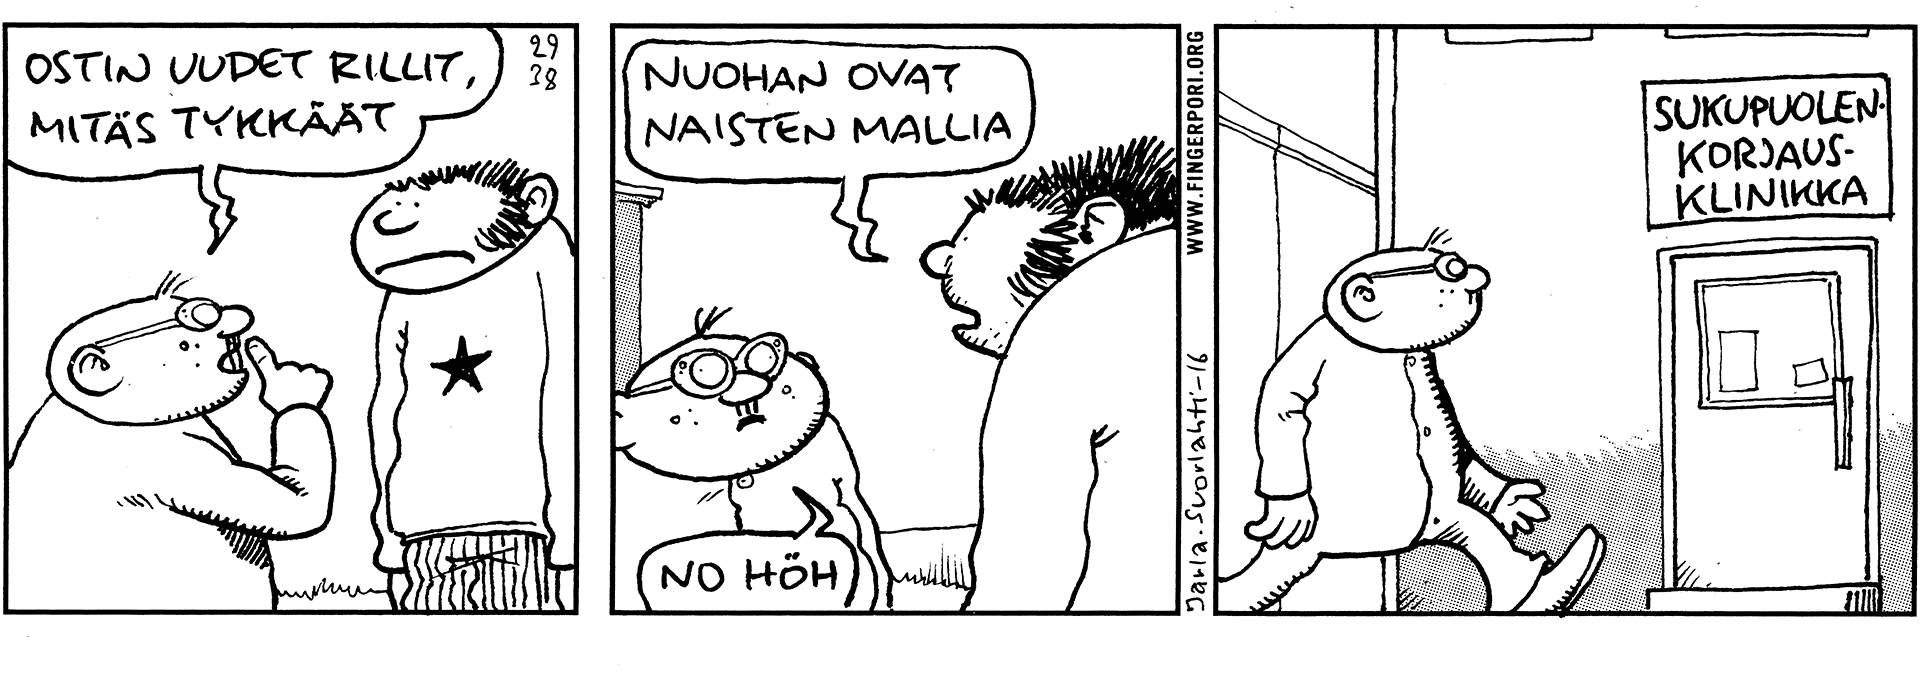 OSTIN UUDET RILLIT,
MITÄS TYKKÄÄT
29
38
NUOHAN OVAT
NAISTEN MALLIA
NO HÖH
WWW.FINGERPORI.ORG
Jarla-Suorlahti-16
SUKUPUOLEN-
KORJAUS-
KLINIKKA